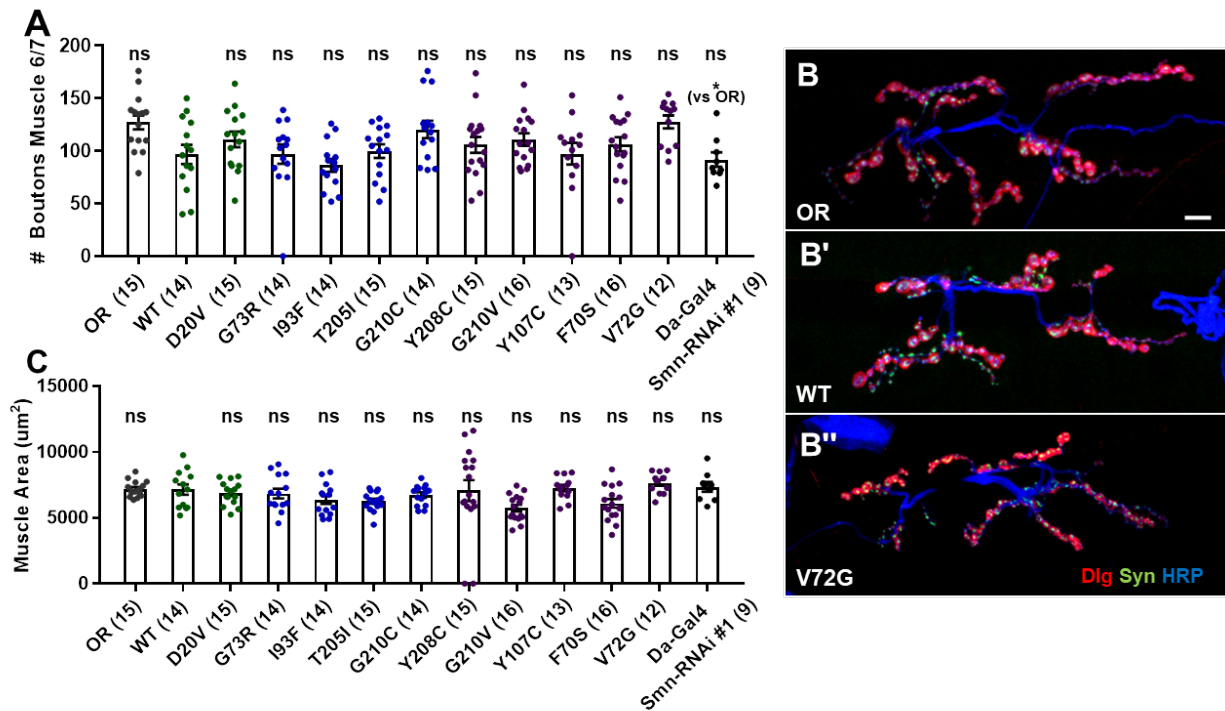 A
# Boutons Muscle 6/7
200
150
100
50
0
ns ns ns ns ns ns ns ns ns ns ns ns
*
(vs OR)
OR (15)
WT (14)
D20V (15)
G73R (14)
I93F (14)
T205I (15)
G210C (14)
Y208C (15)
G210V (16)
Y107C (13)
F70S (16)
V72G (12)
Da-Gal4
Smn-RNAi #1 (9)
C
Muscle Area (um²)
15000
10000
5000
0
ns ns ns ns ns ns ns ns ns ns ns ns
OR (15)
WT (14)
D20V (15)
G73R (14)
I93F (14)
T205I (15)
G210C (14)
Y208C (15)
G210V (16)
Y107C (13)
F70S (16)
V72G (12)
Da-Gal4
Smn-RNAi #1 (9)
B
OR
B'
WT
B"
V72G
Dlg Syn HRP